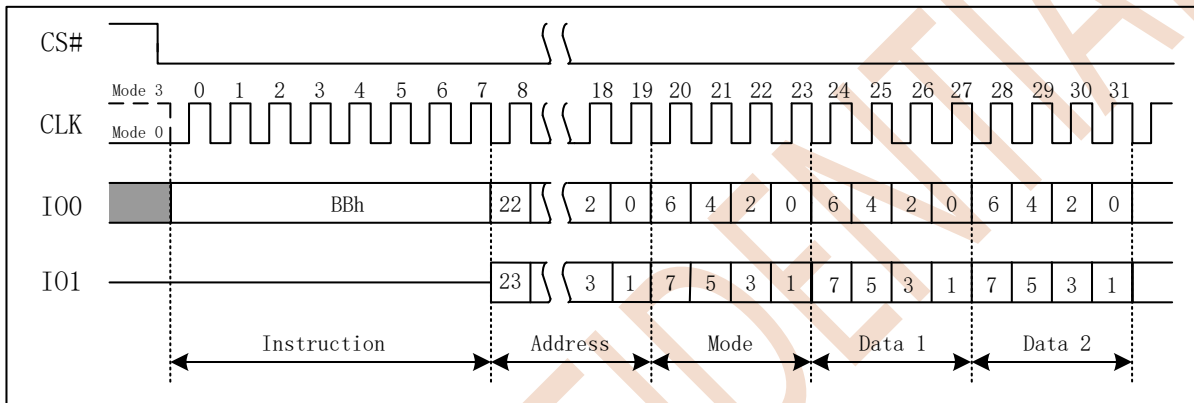 CS#
Mode 3 0 1 2 3 4 5 6 7 8 18 19 20 21 22 23 24 25 26 27 28 29 30 31
CLK
Mode 0
IO0 BBh 22 2 0 6 4 2 0 6 4 2 0 6 4 2 0
IO1 23 3 1 7 5 3 1 7 5 3 1 7 5 3 1
Instruction Address Mode Data 1 Data 2